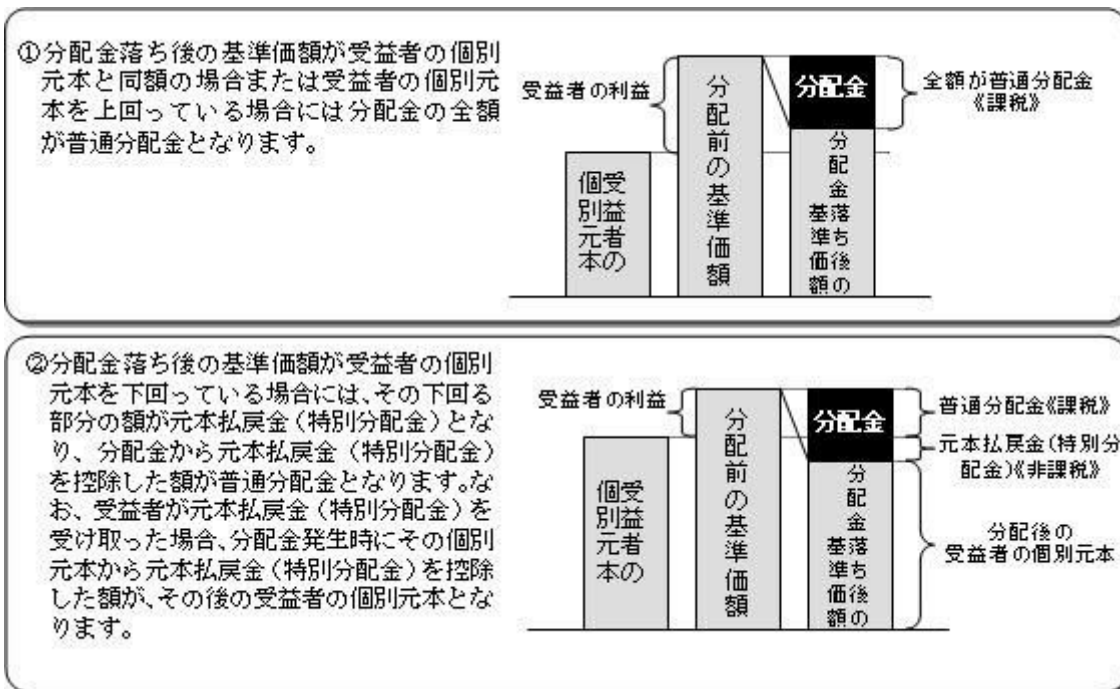 ①分配金落ち後の基準価額が受益者の個別
元本と同額の場合または受益者の個別元
本を上回っている場合には分配金の全額
が普通分配金となります。
受益者の利益
受益者の
個別元本
分配前の基準価額
分配金
分配金落ち後の
基準価額
全額が普通分配金
《課税》
②分配金落ち後の基準価額が受益者の個別
元本を下回っている場合には、その下回る
部分の額が元本払戻金(特別分配金)とな
り、分配金から元本払戻金(特別分配金)
を控除した額が普通分配金となります。な
お、受益者が元本払戻金(特別分配金)を
受け取った場合、分配金発生時にその個別
元本から元本払戻金(特別分配金)を控除
した額が、その後の受益者の個別元本とな
ります。
受益者の利益
受益者の
個別元本
分配前の基準価額
分配金
分配金落ち後の
基準価額
普通分配金《課税》
元本払戻金(特別分
配金)《非課税》
分配後の
受益者の個別元本